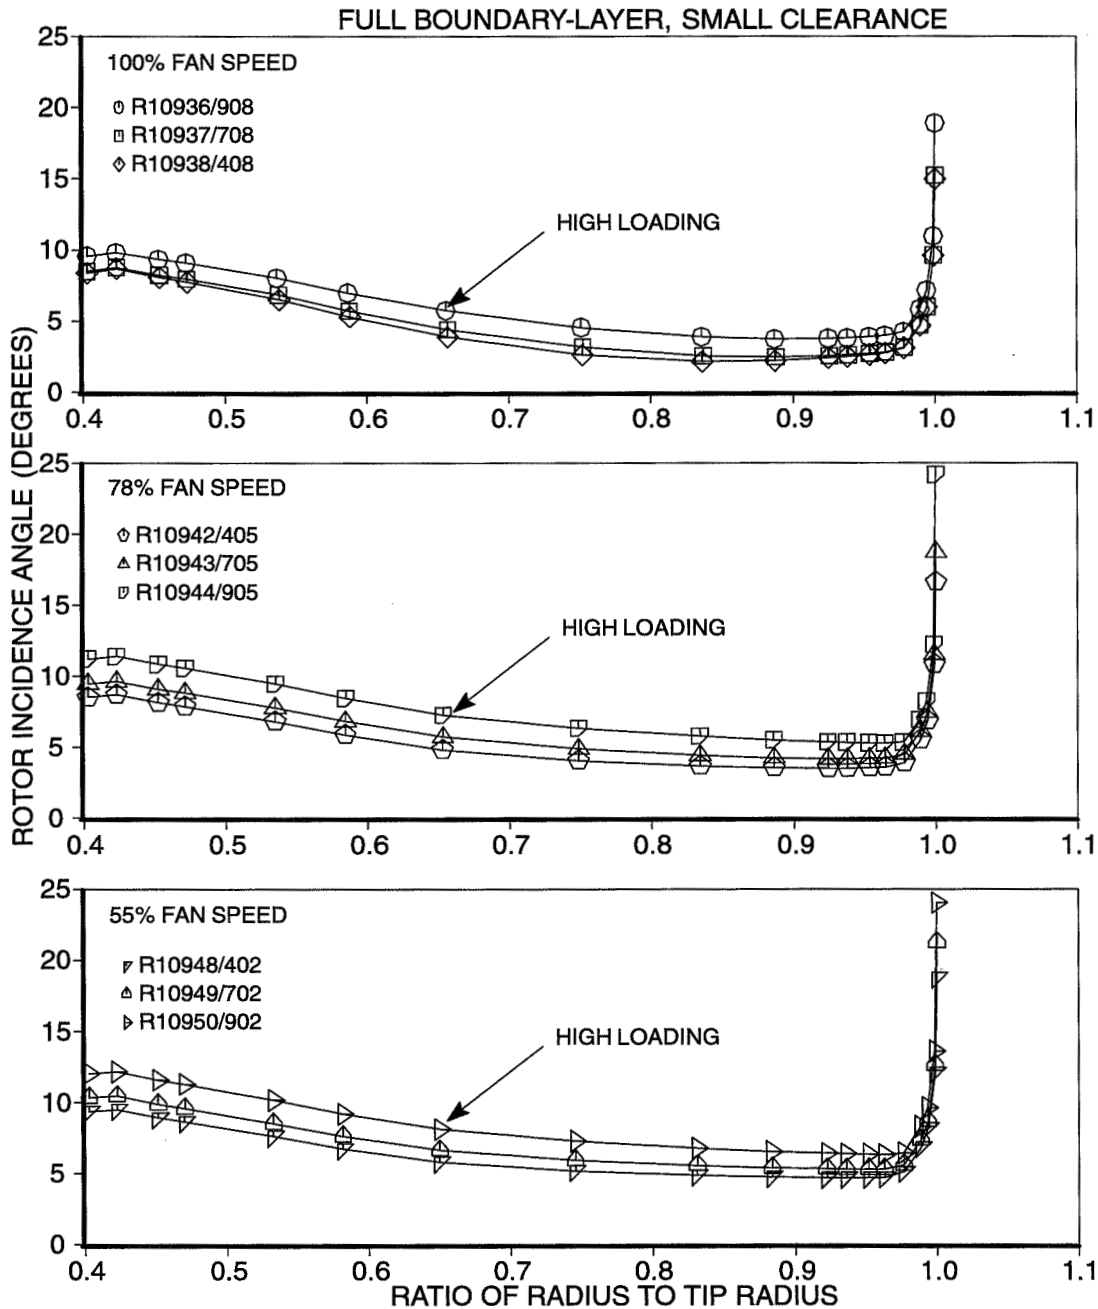 FULL BOUNDARY-LAYER, SMALL CLEARANCE
ROTOR INCIDENCE ANGLE (DEGREES)
25
20
15
10
5
0
100% FAN SPEED
R10936/908
R10937/708
R10938/408
HIGH LOADING
0.4 0.5 0.6 0.7 0.8 0.9 1.0 1.1
25
20
15
10
5
0
78% FAN SPEED
R10942/405
R10943/705
R10944/905
HIGH LOADING
0.4 0.5 0.6 0.7 0.8 0.9 1.0 1.1
25
20
15
10
5
0
55% FAN SPEED
R10948/402
R10949/702
R10950/902
HIGH LOADING
0.4 0.5 0.6 0.7 0.8 0.9 1.0 1.1
RATIO OF RADIUS TO TIP RADIUS